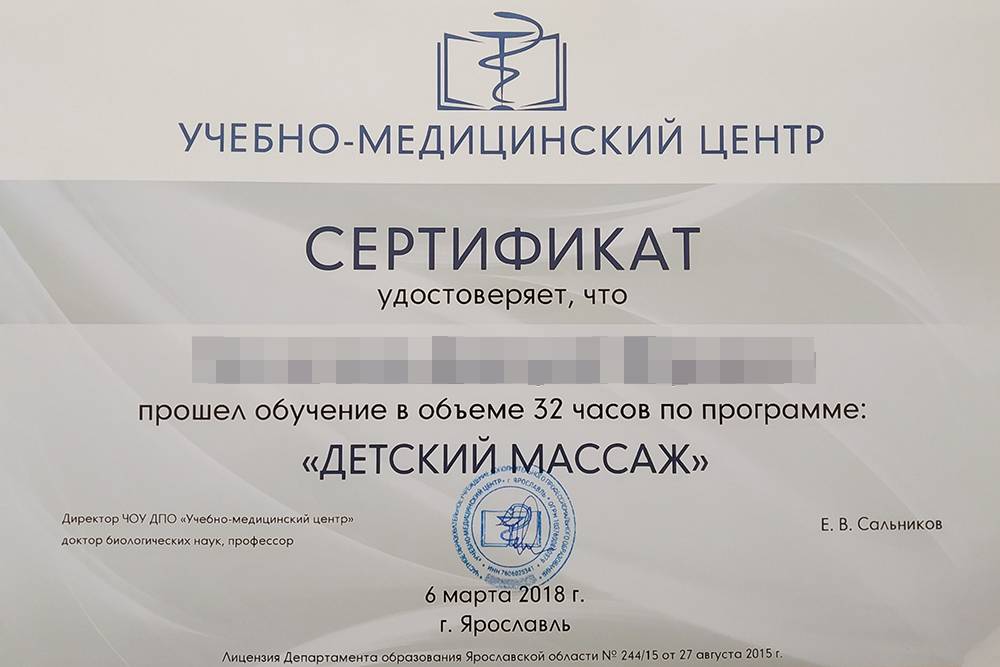 УЧЕБНО-МЕДИЦИНСКИЙ ЦЕНТР
СЕРТИФИКАТ
удостоверяет, что
прошел обучение в объеме 32 часов по программе:
«ДЕТСКИЙ МАССАЖ»
Директор ЧОУ ДПО «Учебно-медицинский центр»
доктор биологических наук, профессор
Е. В. Сальников
6 марта 2018 г.
г. Ярославль
Лицензия Департамента образования Ярославской области № 244/15 от 27 августа 2015 г.